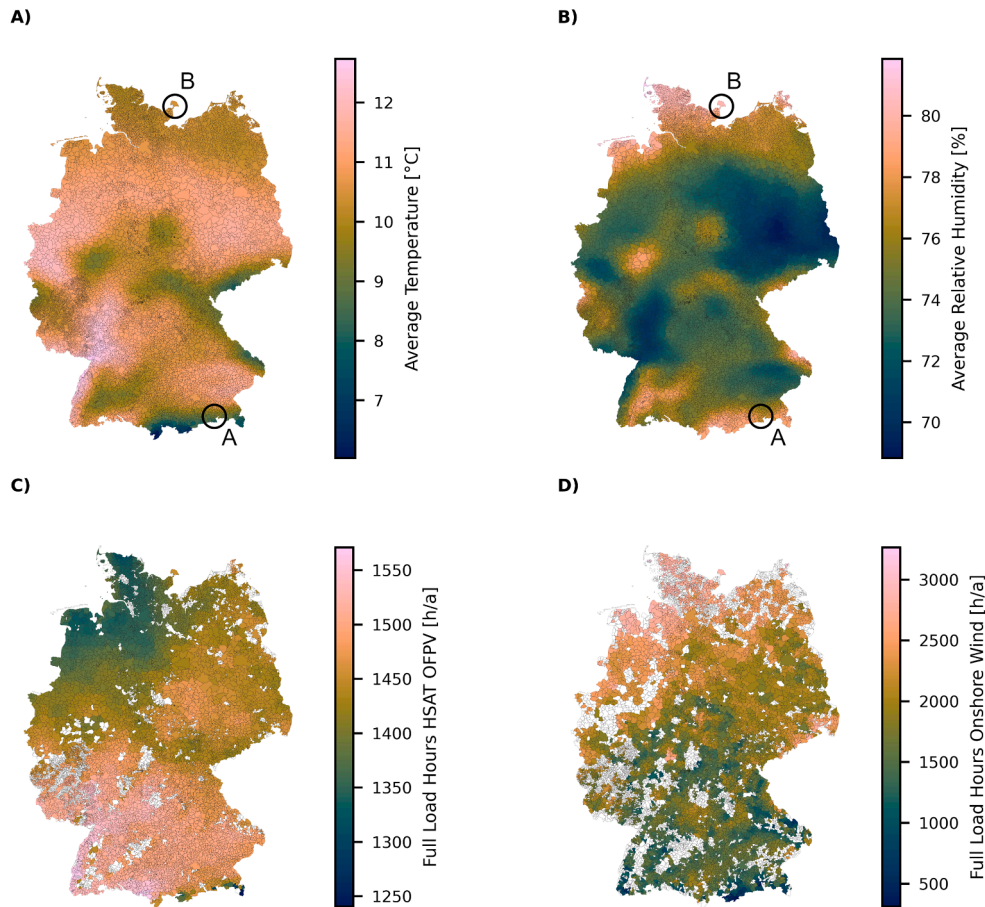 A)
B
12
11
10
9
8
7
Average Temperature [°C]
A
B)
B
80
78
76
74
72
70
Average Relative Humidity [%]
A
C)
1550
1500
1450
1400
1350
1300
1250
Full Load Hours HSAT OFPV [h/a]
D)
3000
2500
2000
1500
1000
500
Full Load Hours Onshore Wind [h/a]